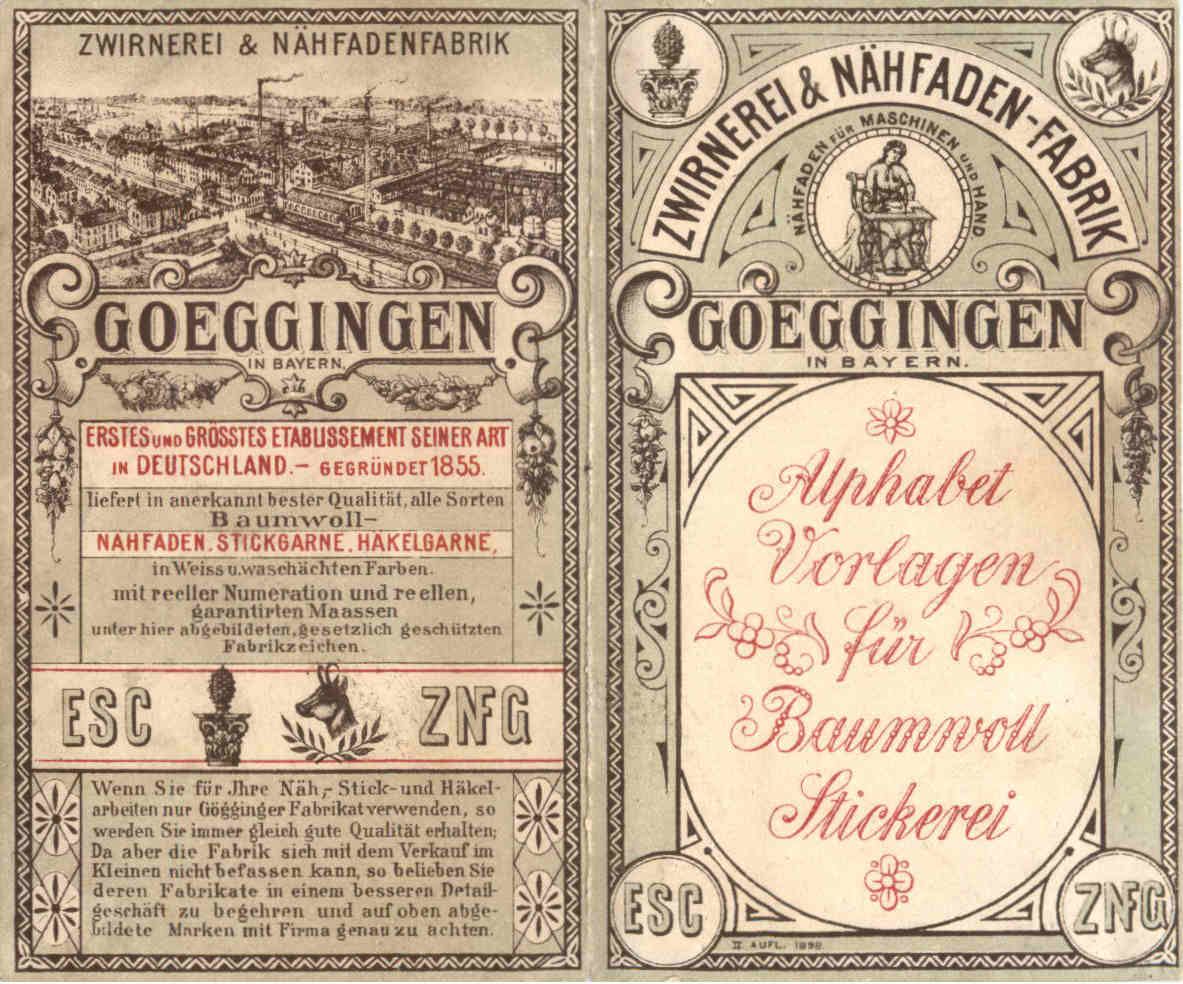 ZWIRNEREI & NÄHFADENFABRIK
GOEGGINGEN
IN BAYERN.
ERSTES UND GRÖSSTES ETABLISSEMENT SEINER ART
IN DEUTSCHLAND.– GEGRÜNDET 1855.
liefert in anerkannt bester Qualität, alle Sorten
Baumwoll-
NÄHFADEN. STICKGARNE. HÄKELGARNE,
in Weiss u. waschächten Farben.
mit reeller Numeration und reellen,
garantirten Maassen
unter hier abgebildeten, gesetzlich geschützten
Fabrikzeichen.
ESC ZNFG
Wenn Sie für Jhre Näh,- Stick- und Häkel-
arbeiten nur Gögginger Fabrikat verwenden, so
werden Sie immer gleich gute Qualität erhalten;
Da aber die Fabrik sich mit dem Verkauf im
Kleinen nicht befassen kann, so belieben Sie
deren Fabrikate in einem besseren Detail-
geschäft zu begehren und auf oben abge-
bildete Marken mit Firma genau zu achten.
ZWIRNEREI & NÄHFADEN-FABRIK
NÄHFADEN FÜR MASCHINEN UND HAND
GOEGGINGEN
IN BAYERN.
Alphabet
Vorlagen
für
Baumwoll
Stickerei
ESC ZNFG
II. AUFL. 1898